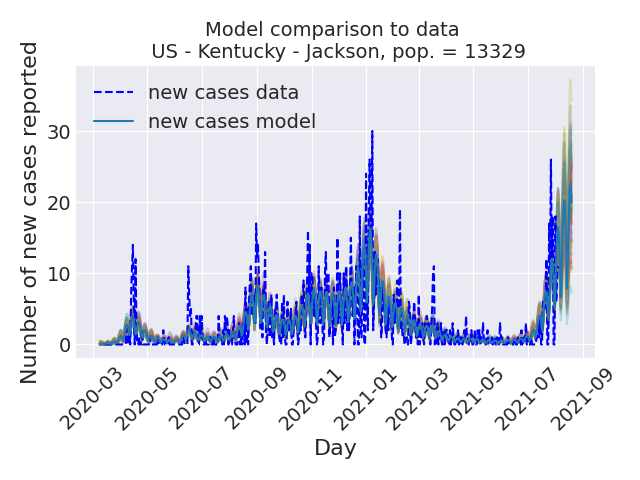 Model comparison to data
US - Kentucky - Jackson, pop. = 13329
Number of new cases reported
new cases data
new cases model
30
20
10
0
2020-03
2020-05
2020-07
2020-09
2020-11
2021-01
2021-03
2021-05
2021-07
2021-09
Day